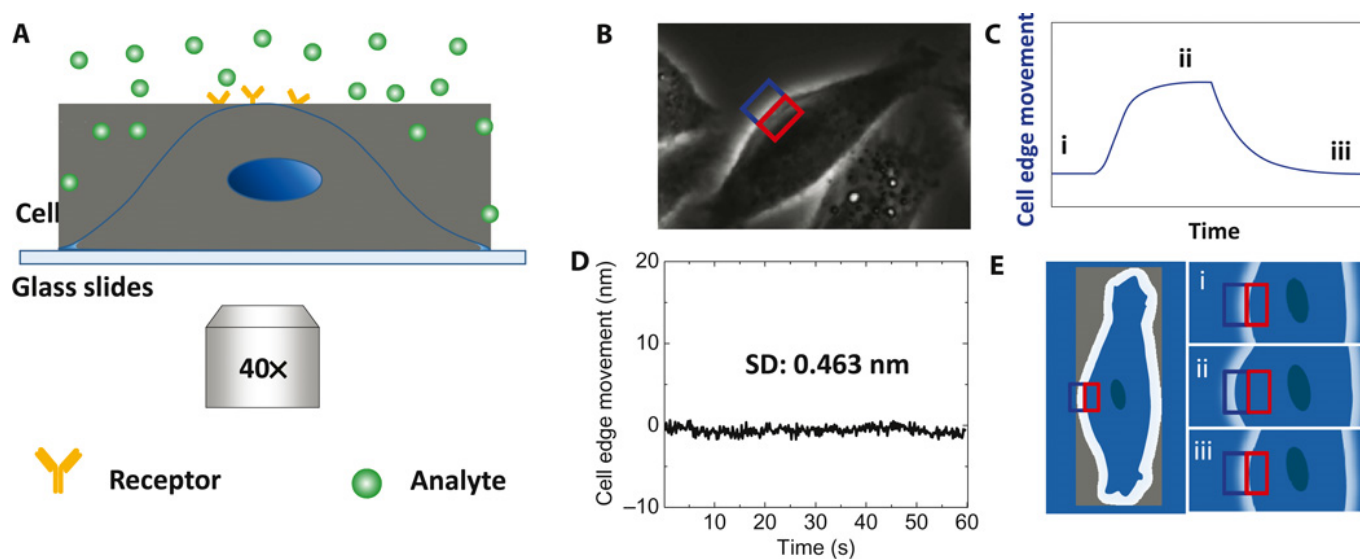 A
Cell
Glass slides
40×
Receptor
Analyte
B
C
Cell edge movement
i
ii
iii
Time
D
Cell edge movement (nm)
20
10
0
–10
SD: 0.463 nm
10 20 30 40 50 60
Time (s)
E
i
ii
iii